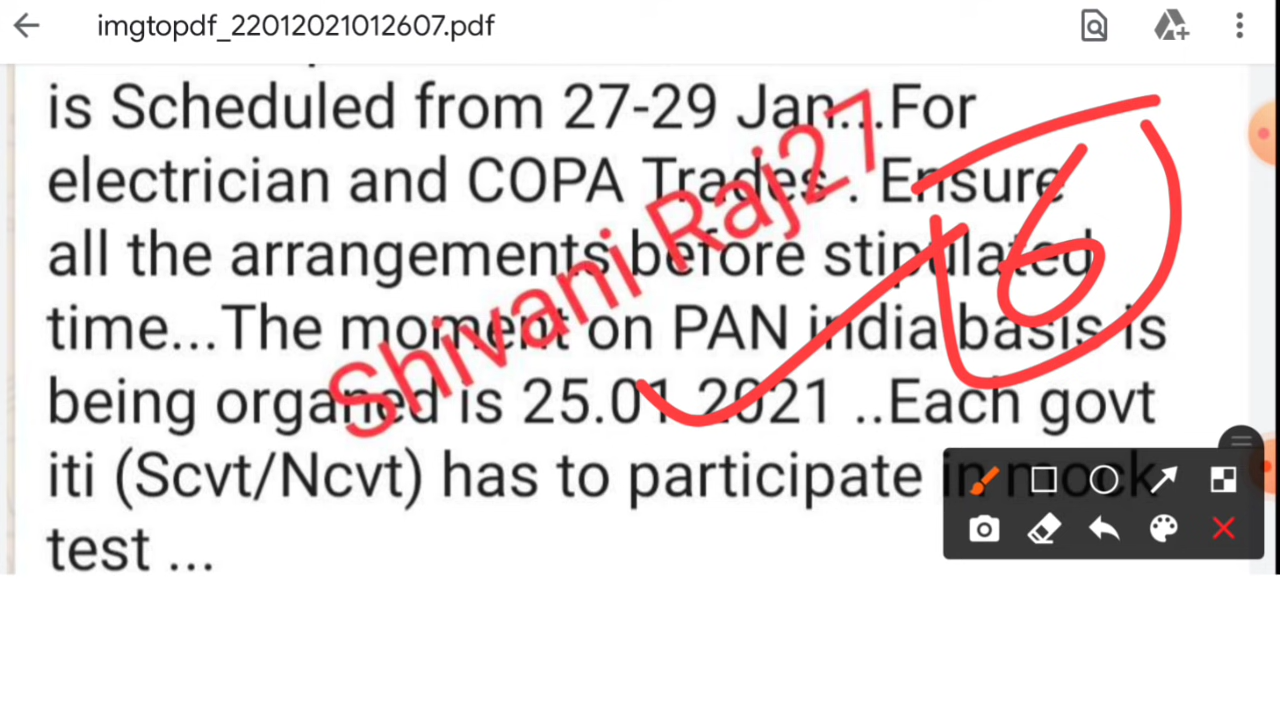 imgtopdf_22012021012607.pdf
is Scheduled from 27-29 Jan...For
electrician and COPA Trades . Ensure
all the arrangements before stipulated
time...The moment on PAN india basis is
being organed is 25.01.2021 ..Each govt
iti (Scvt/Ncvt) has to participate in mock
test ...
Shivani Raj27
6